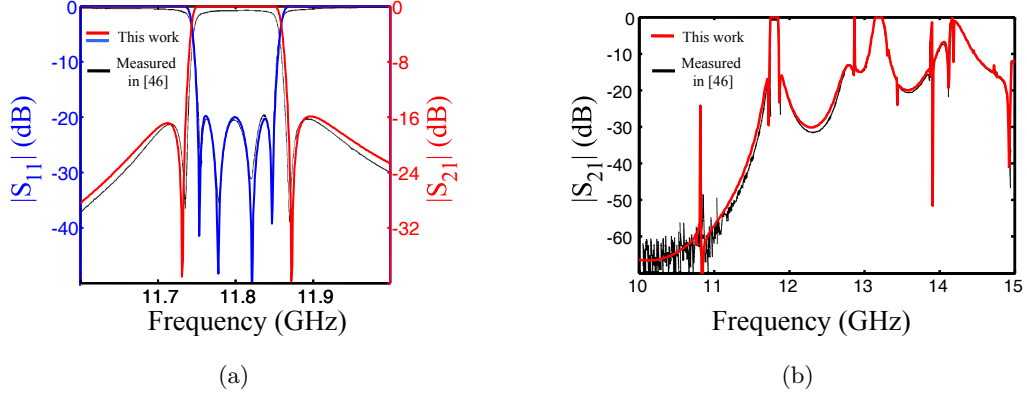 0
-10
-20
-30
-40
|S11| (dB)
0
-8
-16
-24
-32
|S21| (dB)
This work
Measured
in [46]
11.7
11.8
11.9
Frequency (GHz)
(a)
0
-10
-20
-30
-40
-50
-60
|S21| (dB)
This work
Measured
in [46]
10
11
12
13
14
15
Frequency (GHz)
(b)